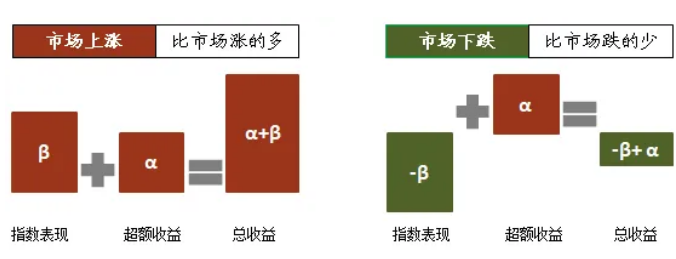 市场上涨 比市场涨的多
β + α = α+β
指数表现 超额收益 总收益
市场下跌 比市场跌的少
-β + α = -β+ α
指数表现 超额收益 总收益